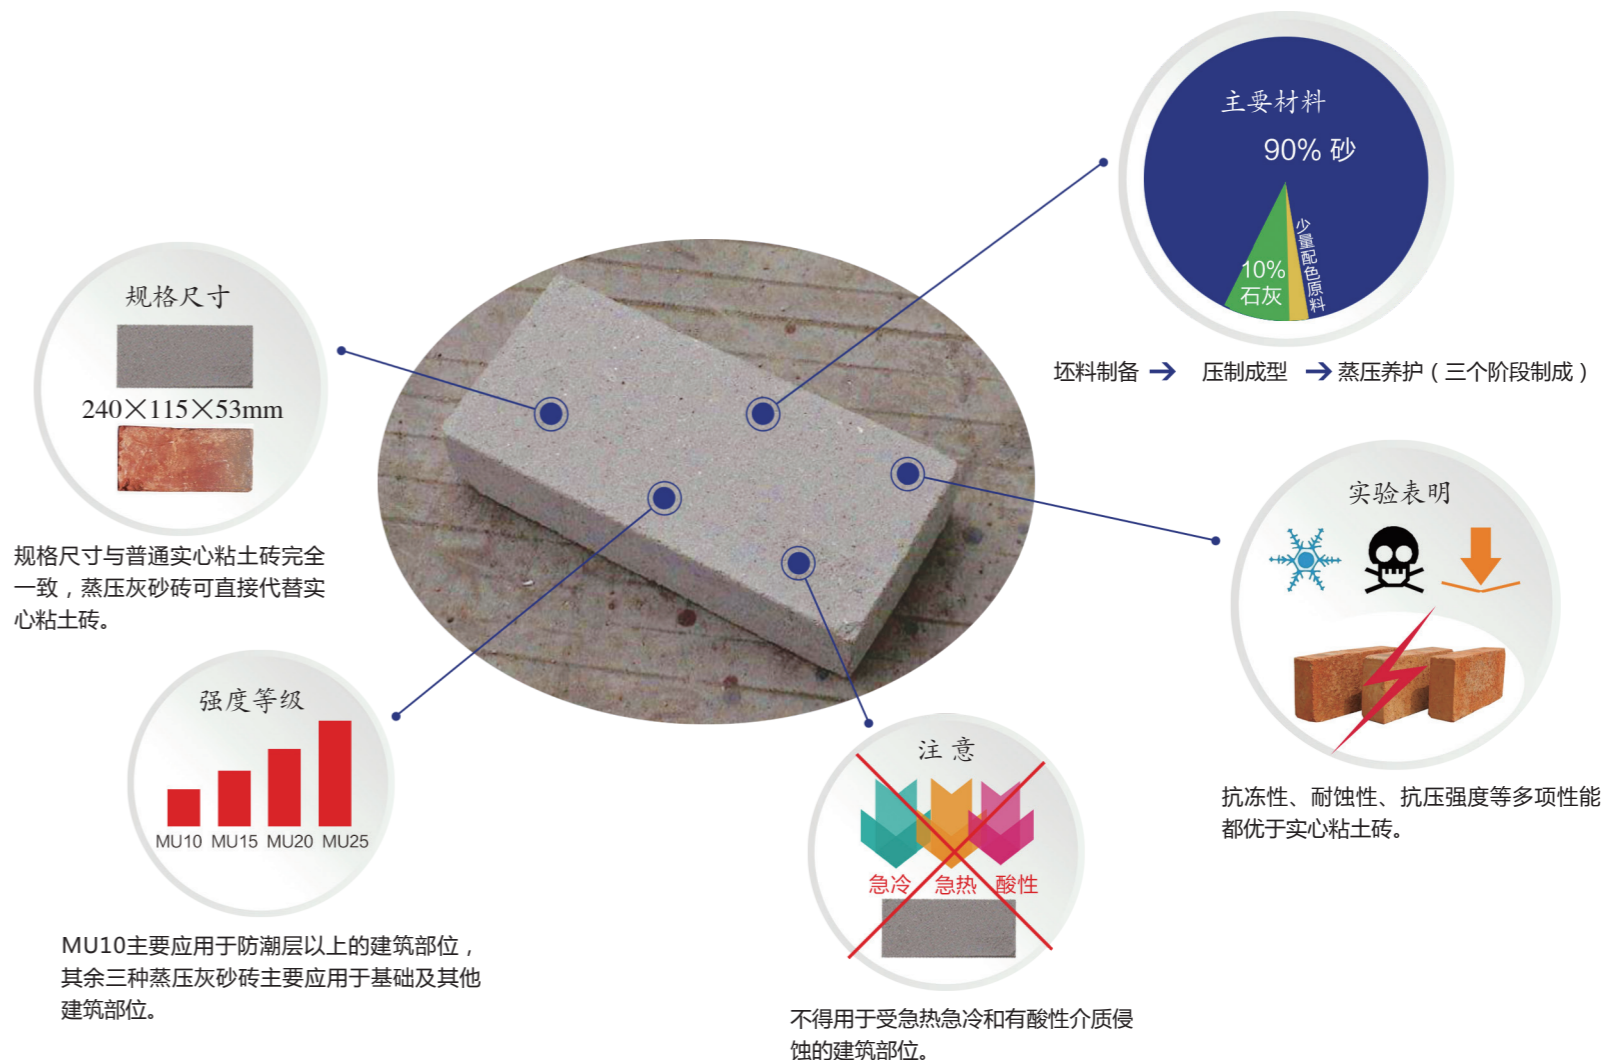 主要材料
90% 砂
10%
石灰
少量配色原料
坯料制备 → 压制成型 → 蒸压养护（三个阶段制成）
规格尺寸
240×115×53mm
规格尺寸与普通实心粘土砖完全
一致，蒸压灰砂砖可直接代替实
心粘土砖。
实验表明
抗冻性、耐蚀性、抗压强度等多项性能
都优于实心粘土砖。
强度等级
MU10 MU15 MU20 MU25
MU10主要应用于防潮层以上的建筑部位，
其余三种蒸压灰砂砖主要应用于基础及其他
建筑部位。
注意
急冷 急热 酸性
不得用于受急热急冷和有酸性介质侵
蚀的建筑部位。